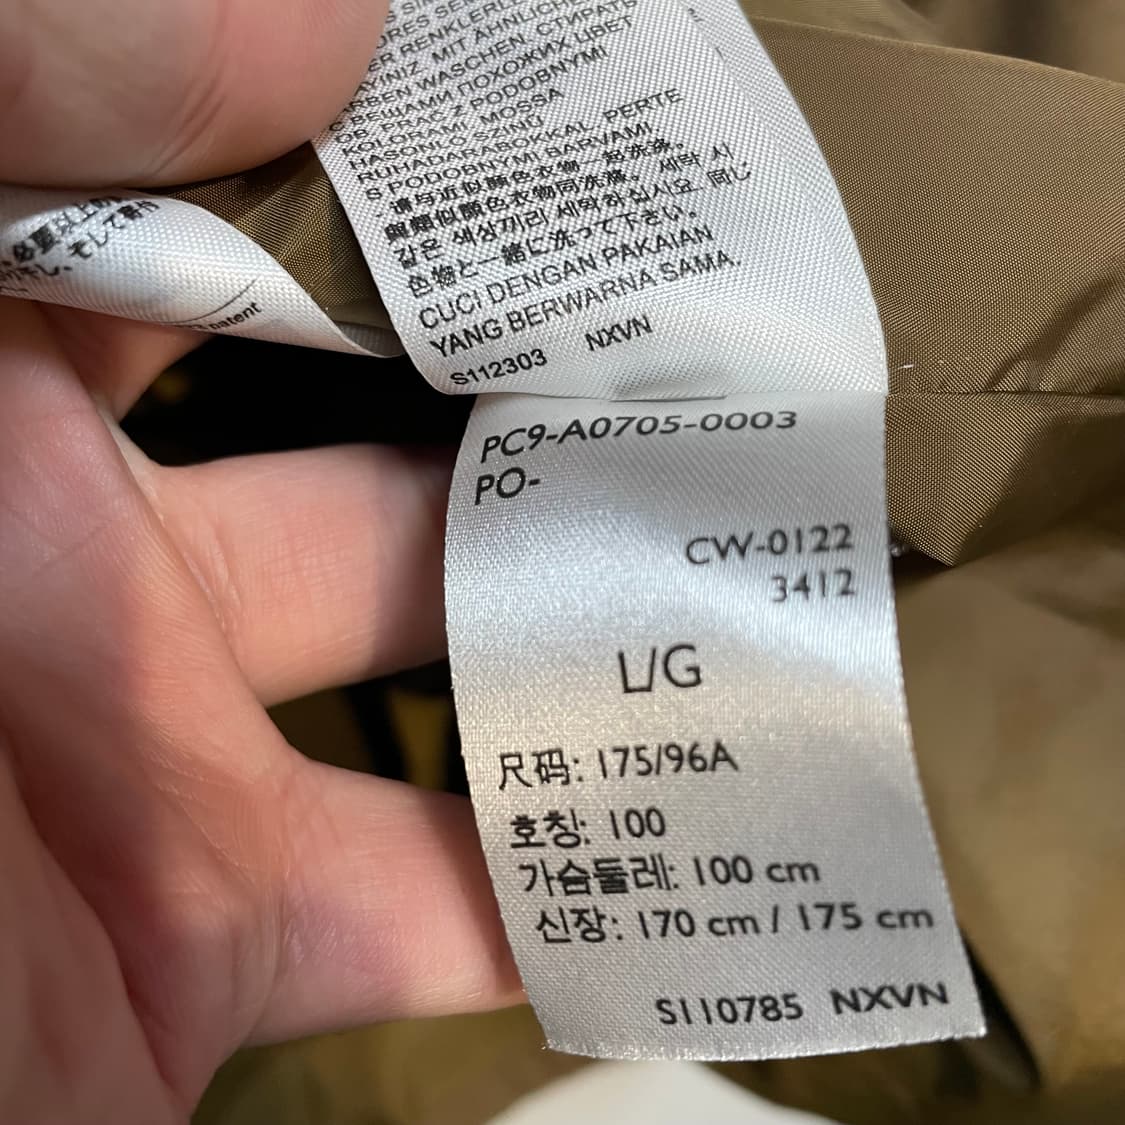 RENKLERLE
MIT ÄHNLICHEN
WASCHEN. СТИРАТЬ
С ВЕЩАМИ ПОХОЖИХ ЦВЕТ
ОВ. PRAĆ Z PODOBNYMI
KOLORAMI. MOSSA
HASONLÓ SZÍNŰ
RUHADARABOKKAL. PERTE
S PODOBNÝMI BARVAMI.
请与近似颜色衣物一起洗涤。
與類似顏色衣物同洗滌。 세탁 시
같은 색상끼리 세탁하십시오. 同じ
色物と一緒に洗って下さい。
CUCI DENGAN PAKAIAN
YANG BERWARNA SAMA.
S112303 NXVN
patent
PC9-A0705-0003
PO-
CW-0122
3412
L/G
尺码: 175/96A
호칭: 100
가슴둘레: 100 cm
신장: 170 cm / 175 cm
S110785 NXVN